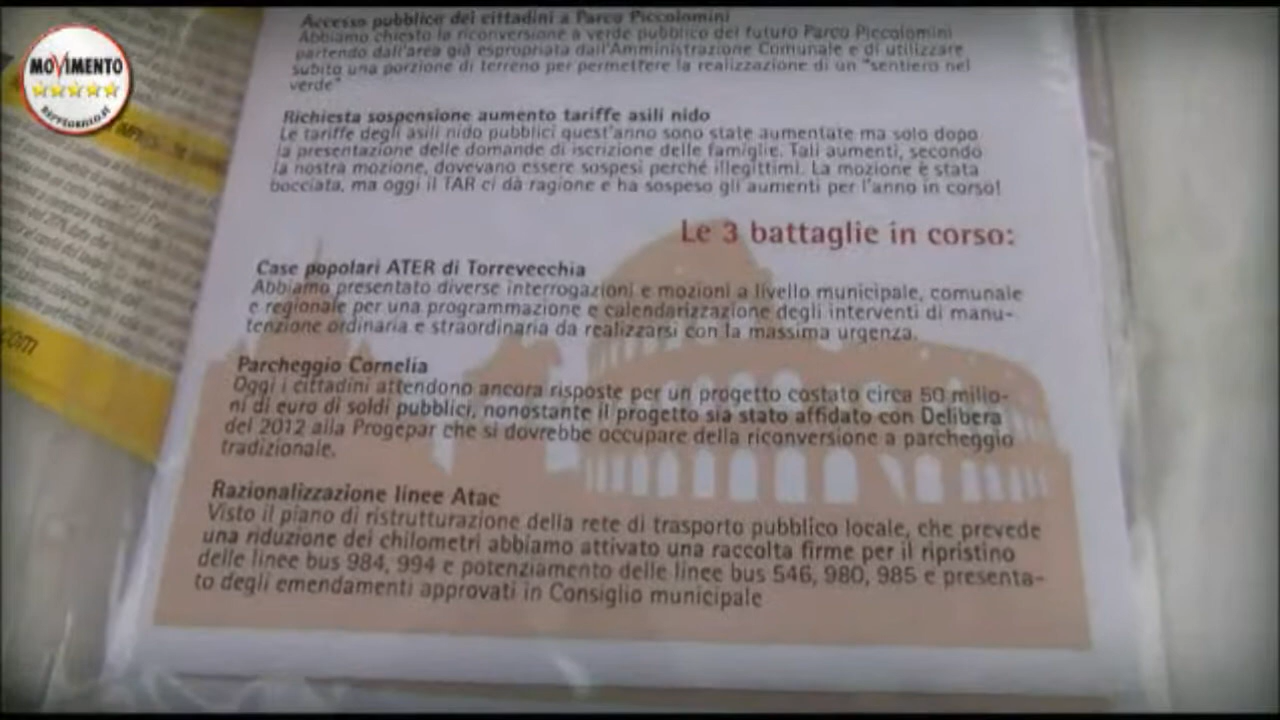 MOVIMENTO
BEPPEGRILLO.IT
Accesso pubblico dei cittadini a Parco Piccolomini
Abbiamo chiesto la riconversione a verde pubblico del futuro Parco Piccolomini
partendo dall'area già espropriata dall'Amministrazione Comunale e di utilizzare
subito una porzione di terreno per permettere la realizzazione di un "sentiero nel
verde"
Richiesta sospensione aumento tariffe asili nido
Le tariffe degli asili nido pubblici quest'anno sono state aumentate ma solo dopo
la presentazione delle domande di iscrizione delle famiglie. Tali aumenti, secondo
la nostra mozione, dovevano essere sospesi perché illegittimi. La mozione è stata
bocciata, ma oggi il TAR ci dà ragione e ha sospeso gli aumenti per l'anno in corso!
Le 3 battaglie in corso:
Case popolari ATER di Torrevecchia
Abbiamo presentato diverse interrogazioni e mozioni a livello municipale, comunale
e regionale per una programmazione e calendarizzazione degli interventi di manu-
tenzione ordinaria e straordinaria da realizzarsi con la massima urgenza.
Parcheggio Cornelia
Oggi i cittadini attendono ancora risposte per un progetto costato circa 50 milio-
ni di euro di soldi pubblici, nonostante il progetto sia stato affidato con Delibera
del 2012 alla Progepar che si dovrebbe occupare della riconversione a parcheggio
tradizionale.
Razionalizzazione linee Atac
Visto il piano di ristrutturazione della rete di trasporto pubblico locale, che prevede
una riduzione dei chilometri abbiamo attivato una raccolta firme per il ripristino
delle linee bus 984, 994 e potenziamento delle linee bus 546, 980, 985 e presenta-
to degli emendamenti approvati in Consiglio municipale
.com